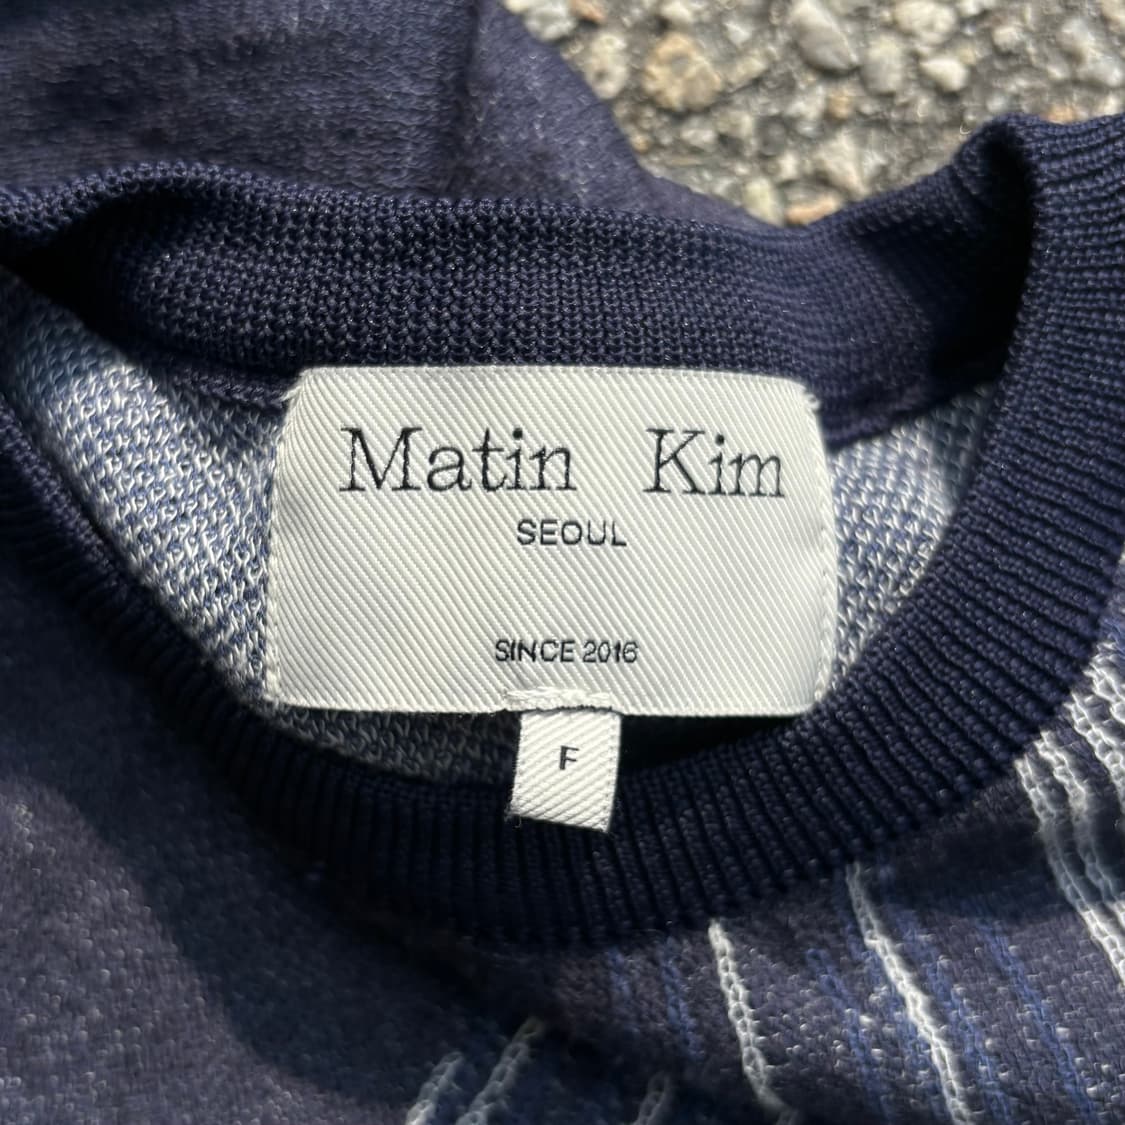 Matin Kim
SEOUL
SINCE 2016
F